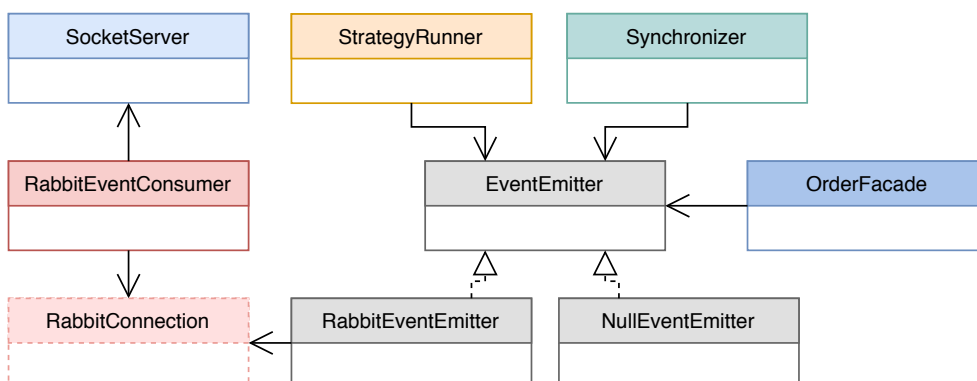 SocketServer
StrategyRunner
Synchronizer
RabbitEventConsumer
EventEmitter
OrderFacade
RabbitConnection
RabbitEventEmitter
NullEventEmitter